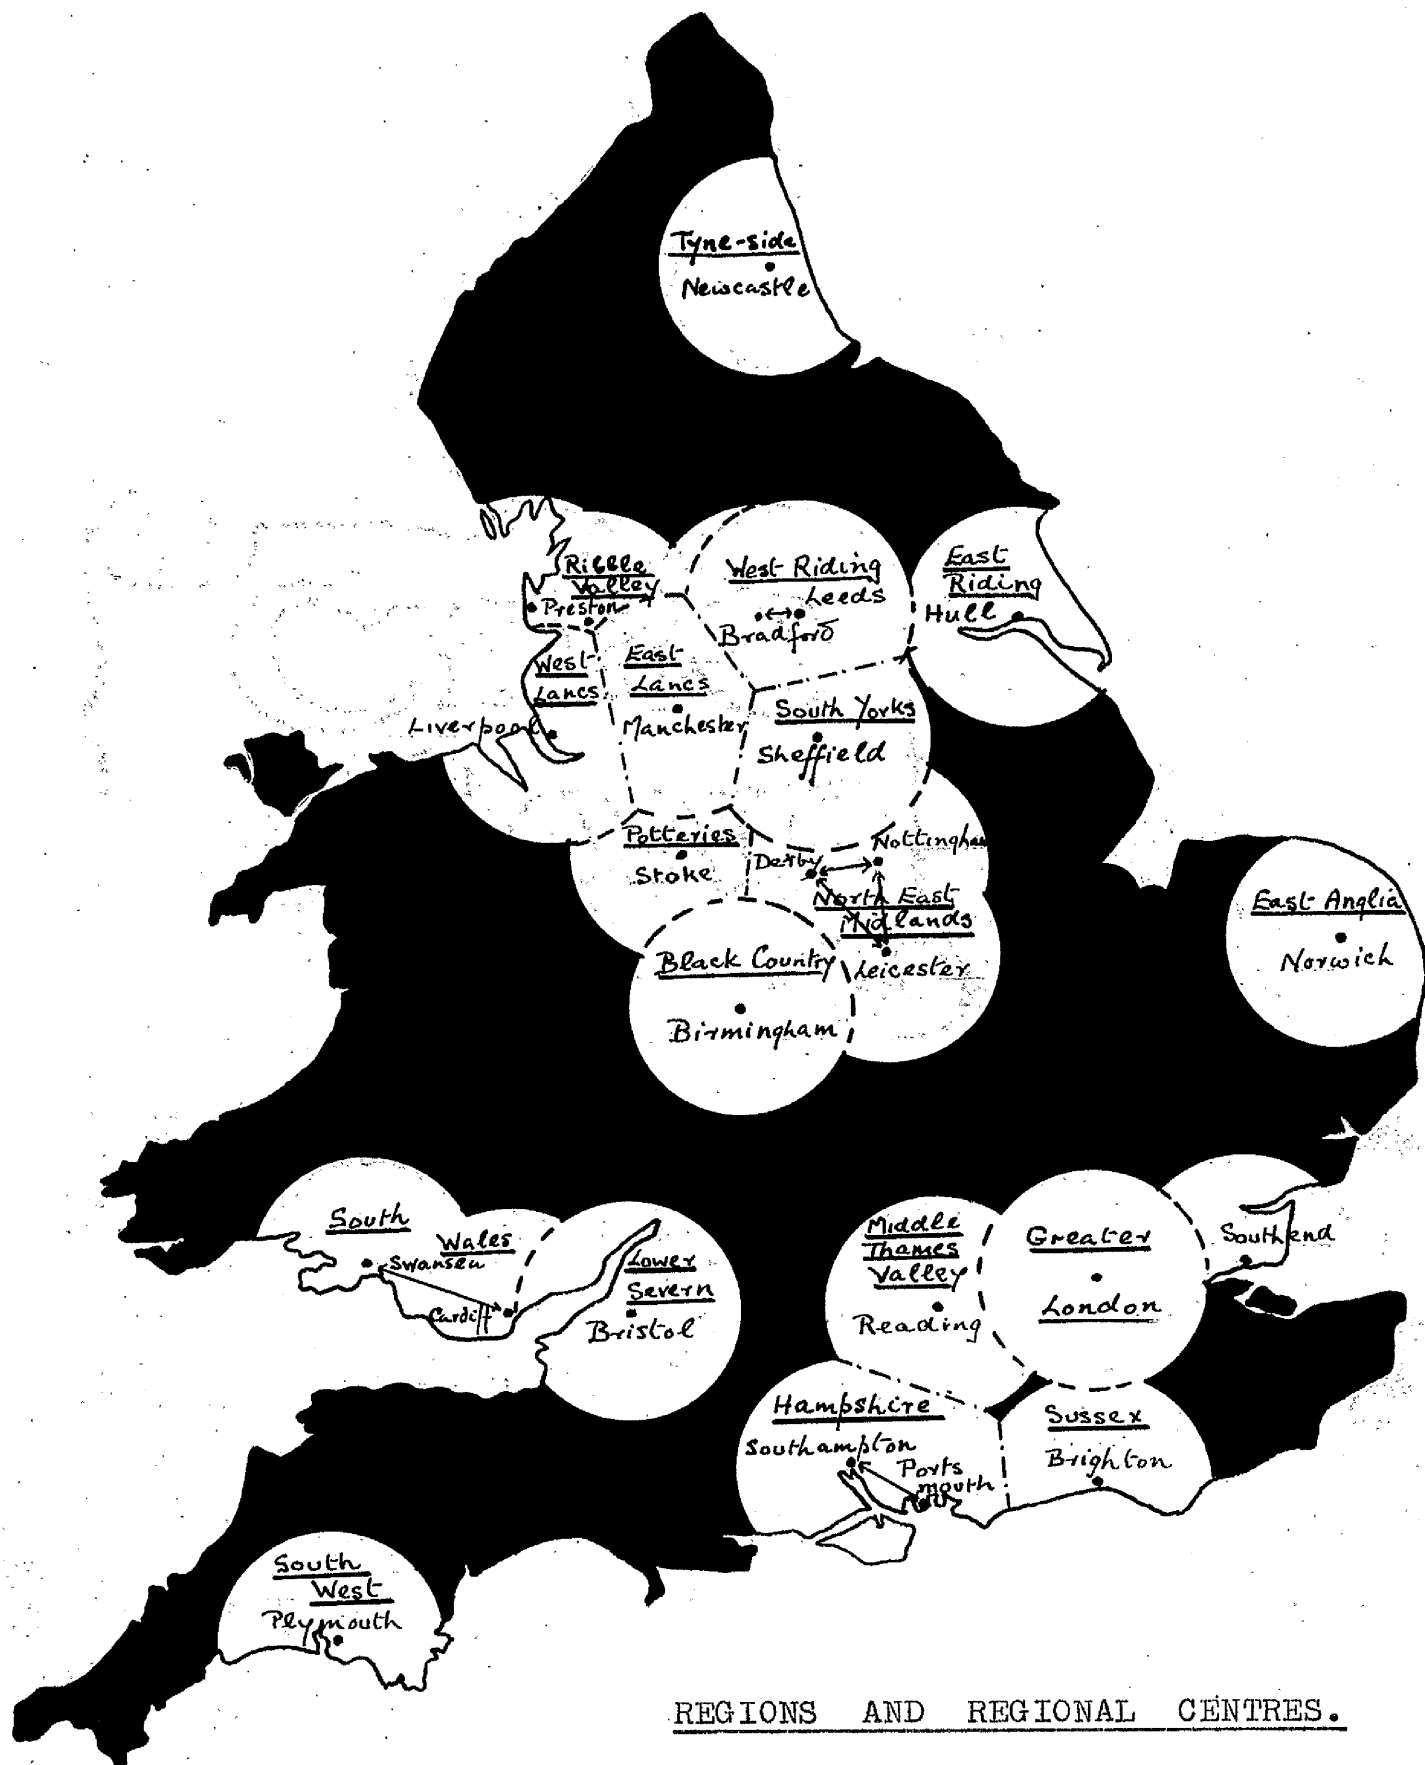 Tyne-side
Newcastle
Ribble
Valley
Preston
West Riding
Leeds
Bradford
East
Riding
Hull
West
Lancs
Liverpool
East
Lancs
Manchester
South Yorks
Sheffield
Potteries
Stoke
Derby
Nottingham
North East
Midlands
Leicester
Black Country
Birmingham
East Anglia
Norwich
South
Wales
Swansea
Cardiff
Lower
Severn
Bristol
Middle
Thames
Valley
Reading
Greater
London
Southend
Hampshire
Southampton
Ports
mouth
Sussex
Brighton
South
West
Plymouth
REGIONS AND REGIONAL CENTRES.